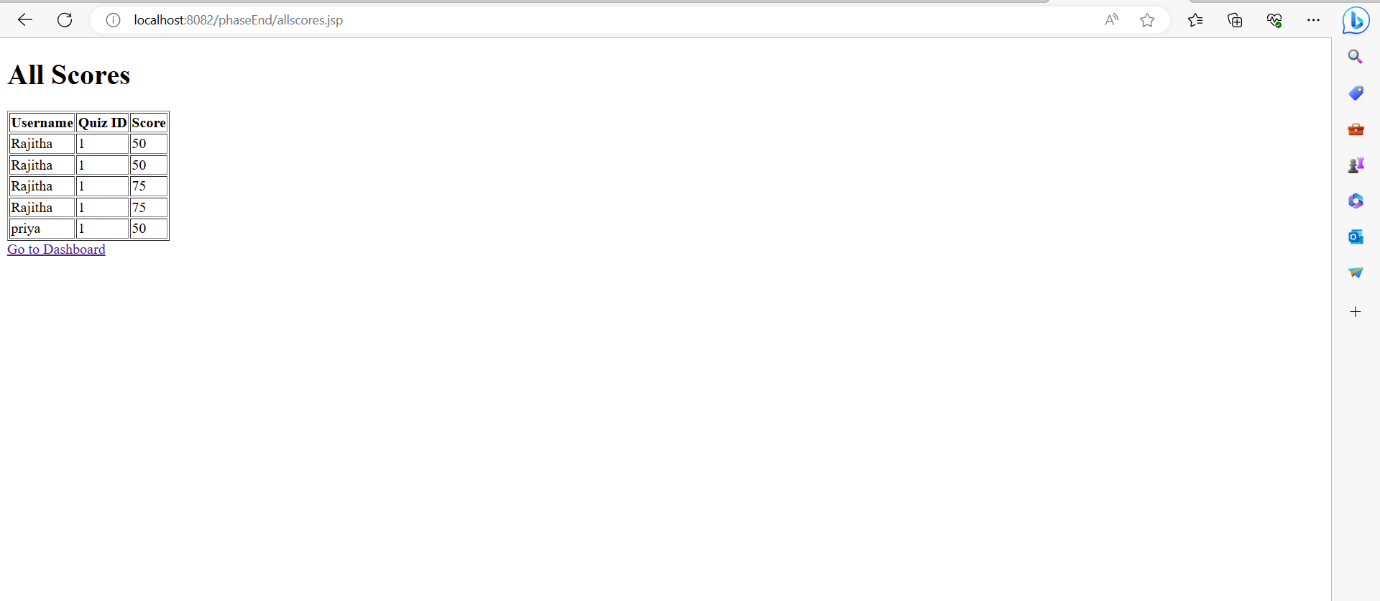 localhost:8082/phaseEnd/allscores.jsp
All Scores
Username Quiz ID Score
Rajitha 1 50
Rajitha 1 50
Rajitha 1 75
Rajitha 1 75
priya 1 50
Go to Dashboard